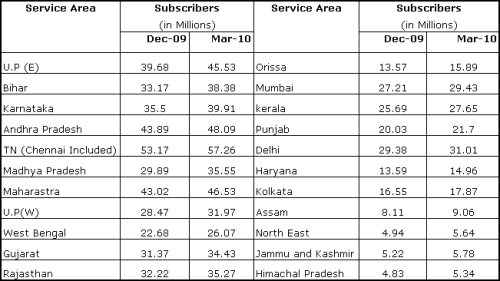 Service Area Subscribers Service Area Subscribers
(in Millions) (in Millions)
Dec-09 Mar-10 Dec-09 Mar-10
U.P (E) 39.68 45.53 Orissa 13.57 15.89
Bihar 33.17 38.38 Mumbai 27.21 29.43
Karnataka 35.5 39.91 kerala 25.69 27.65
Andhra Pradesh 43.89 48.09 Punjab 20.03 21.7
TN (Chennai Included) 53.17 57.26 Delhi 29.38 31.01
Madhya Pradesh 29.89 35.55 Haryana 13.59 14.96
Maharastra 43.02 46.53 Kolkata 16.55 17.87
U.P(W) 28.47 31.97 Assam 8.11 9.06
West Bengal 22.68 26.07 North East 4.94 5.64
Gujarat 31.37 34.43 Jammu and Kashmir 5.22 5.78
Rajasthan 32.22 35.27 Himachal Pradesh 4.83 5.34